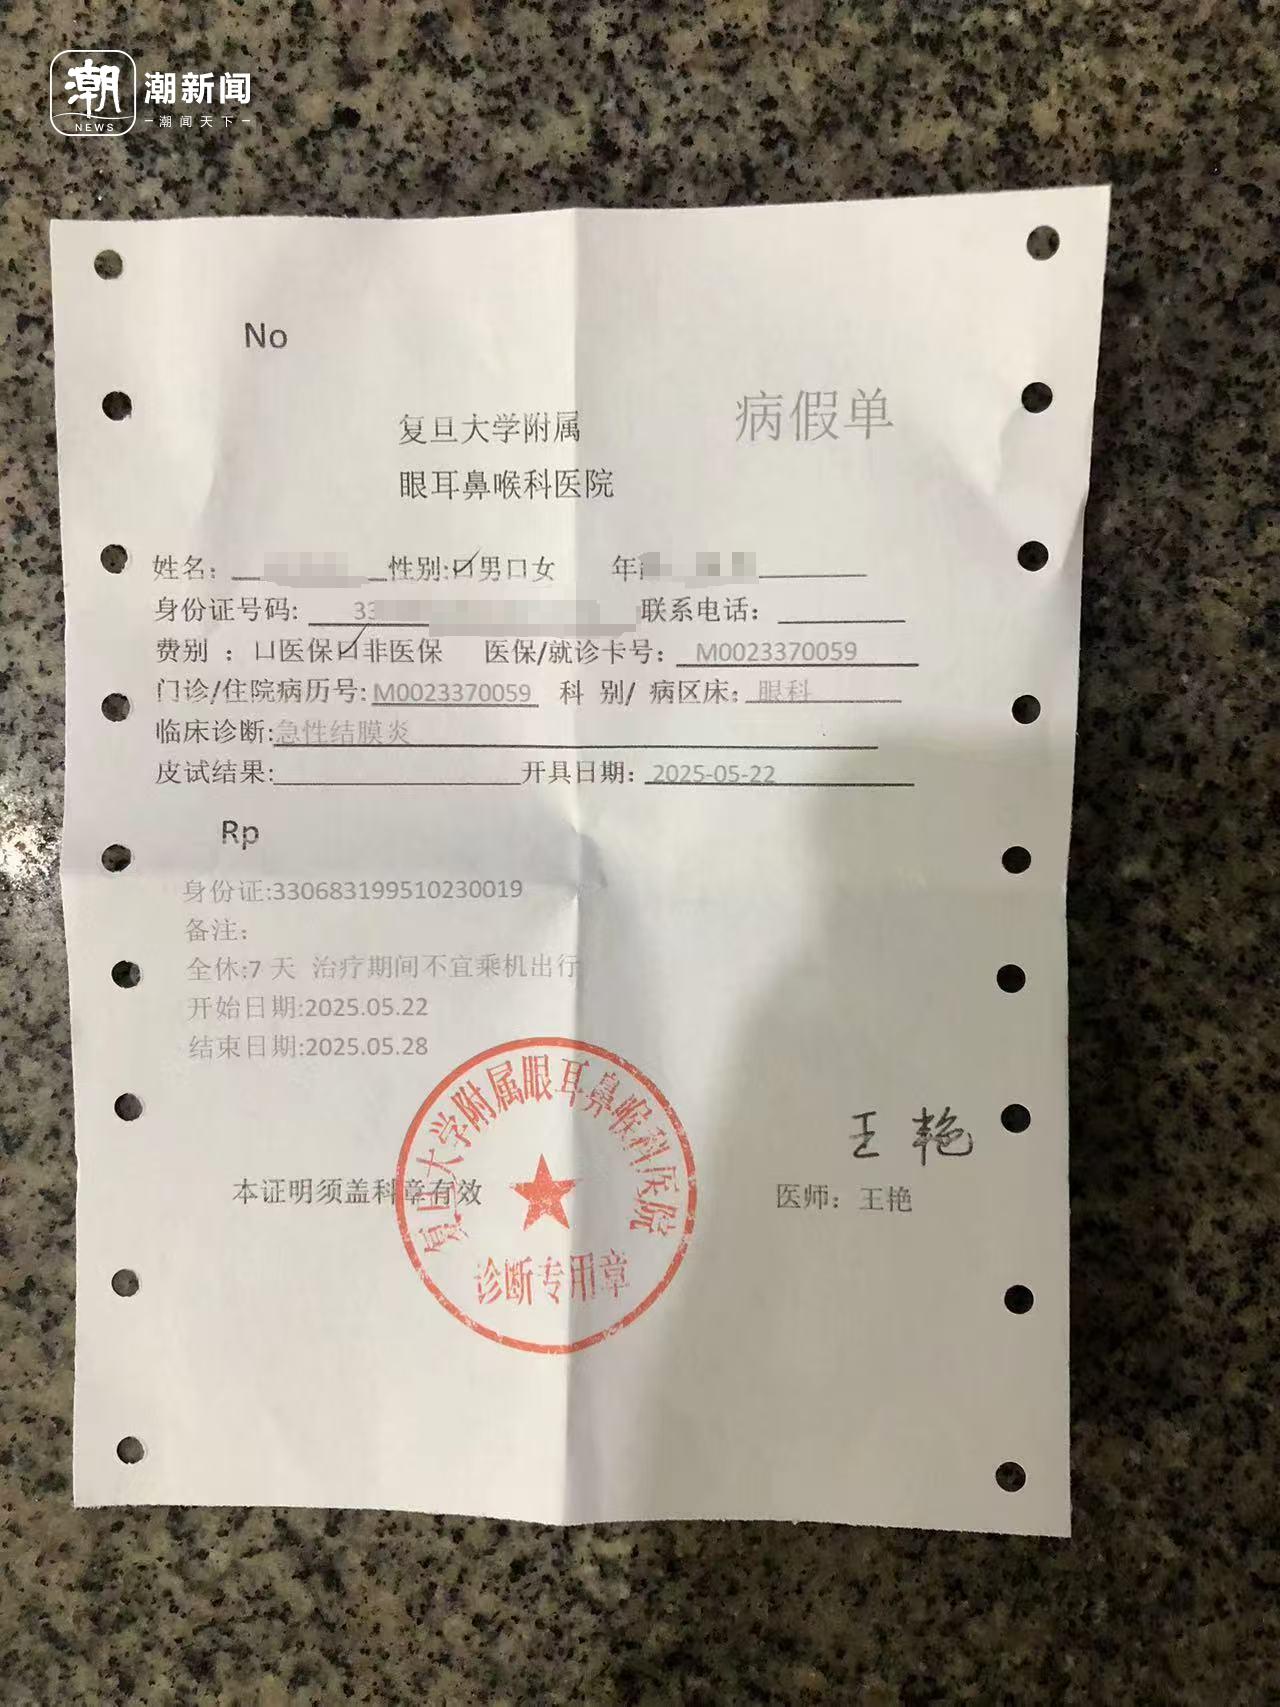 潮
NEWS
潮新闻
潮闻天下
No
复旦大学附属
病假单
眼耳鼻喉科医院
姓名: 性别:口男口女 年
身份证号码: 33 联系电话:
费别 : 口医保口非医保 医保/就诊卡号: M0023370059
门诊/住院病历号: M0023370059 科 别/ 病区床: 眼科
临床诊断:急性结膜炎
皮试结果: 开具日期: 2025-05-22
Rp
身份证:330683199510230019
备注:
全休:7 天 治疗期间不宜乘机出行
开始日期:2025.05.22
结束日期:2025.05.28
复旦大学附属眼耳鼻喉科医院
王艳
本证明须盖科章有效
医师: 王艳
诊断专用章